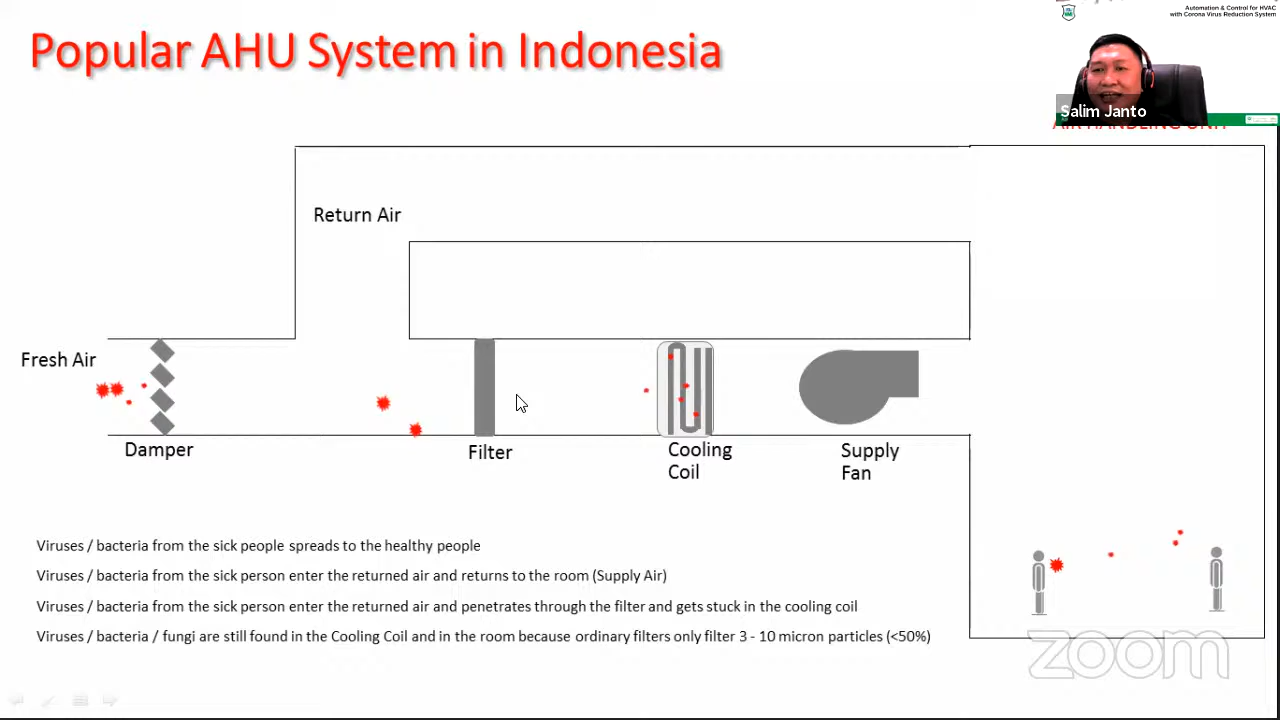 Automation & Control for HVAC
with Corona Virus Reduction System
Popular AHU System in Indonesia
Salim Janto
AIR HANDLING UNIT
Return Air
Fresh Air
Damper
Filter
Cooling
Coil
Supply
Fan
Viruses / bacteria from the sick people spreads to the healthy people
Viruses / bacteria from the sick person enter the returned air and returns to the room (Supply Air)
Viruses / bacteria from the sick person enter the returned air and penetrates through the filter and gets stuck in the cooling coil
Viruses / bacteria / fungi are still found in the Cooling Coil and in the room because ordinary filters only filter 3 - 10 micron particles (<50%)
zoom